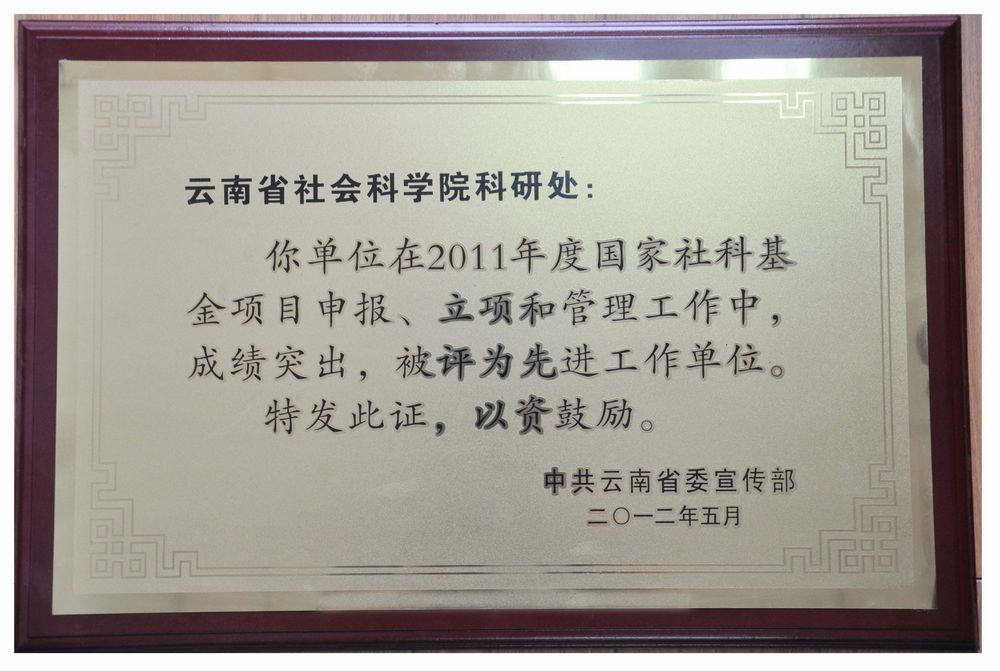 云南省社会科学院科研处：
你单位在2011年度国家社科基
金项目申报、立项和管理工作中，
成绩突出，被评为先进工作单位。
特发此证，以资鼓励。
中共云南省委宣传部
二〇一二年五月